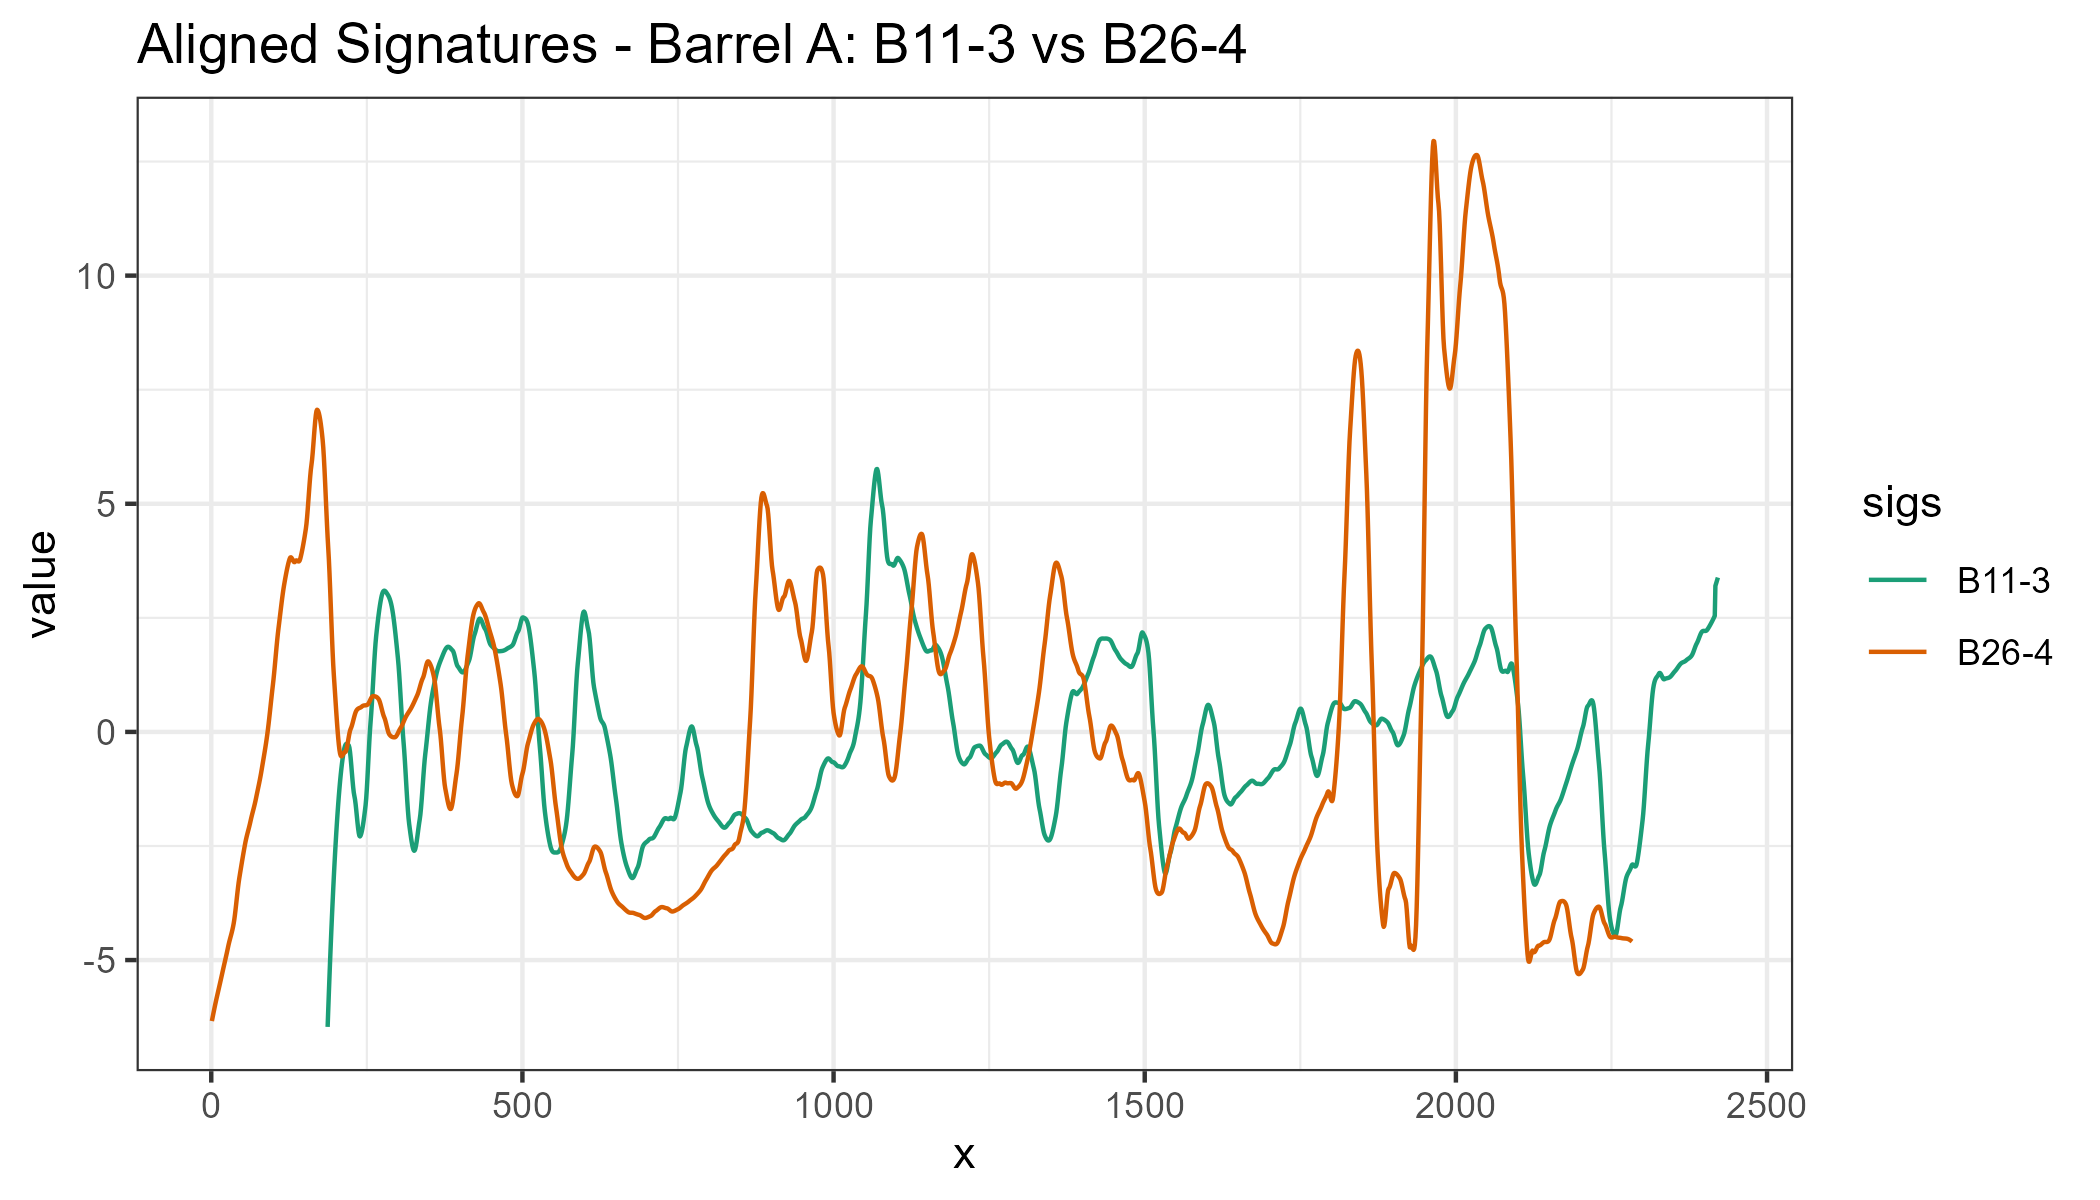 Aligned Signatures - Barrel A: B11-3 vs B26-4
10
5
0
-5
value
0 500 1000 1500 2000 2500
x
sigs
B11-3
B26-4